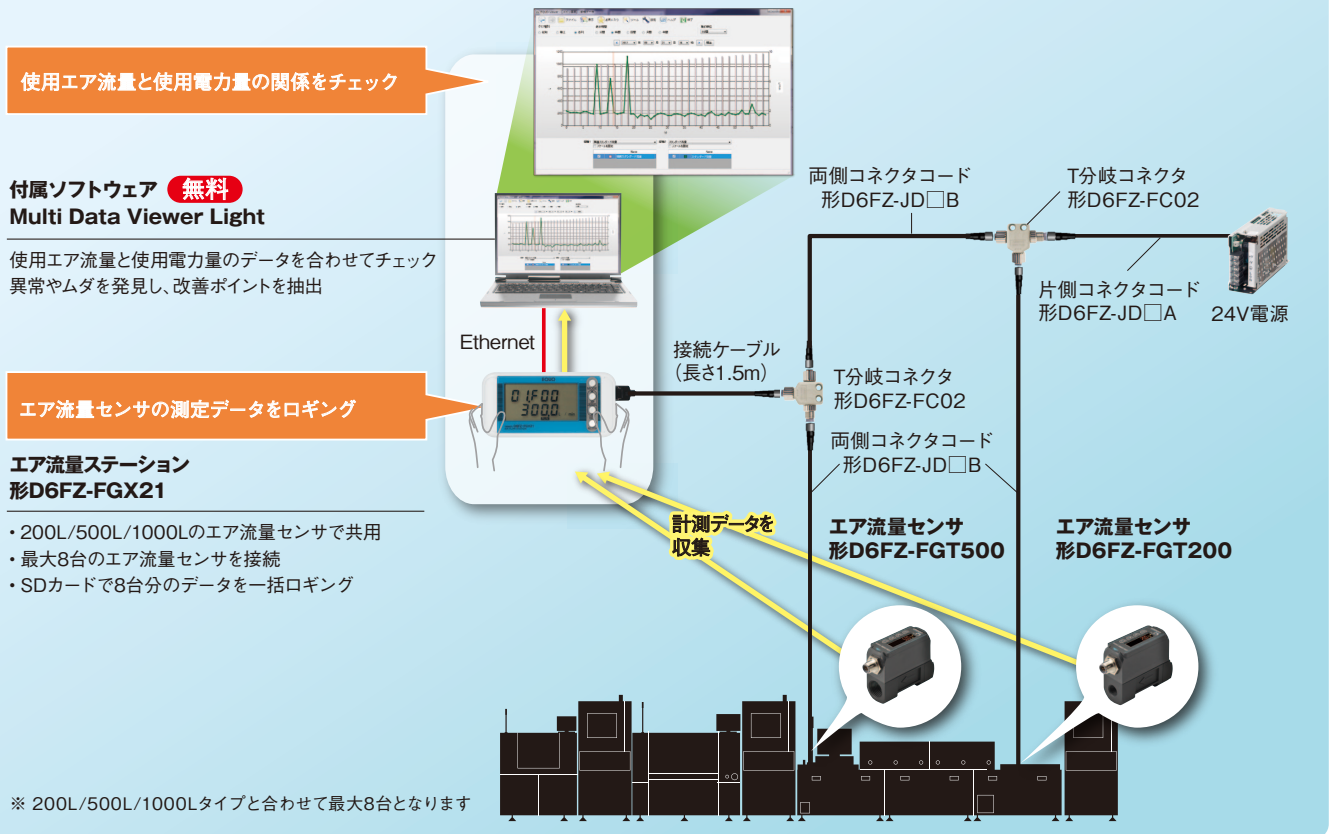 使用エア流量と使用電力量の関係をチェック
付属ソフトウェア 無料
Multi Data Viewer Light
使用エア流量と使用電力量のデータを合わせてチェック
異常やムダを発見し、改善ポイントを抽出
Ethernet
エア流量センサの測定データをロギング
エア流量ステーション
形D6FZ-FGX21
・200L/500L/1000Lのエア流量センサで共用
・最大8台のエア流量センサを接続
・SDカードで8台分のデータを一括ロギング
01F00
300.0
接続ケーブル
(長さ1.5m)
両側コネクタコード
形D6FZ-JD□B
T分岐コネクタ
形D6FZ-FC02
片側コネクタコード
形D6FZ-JD□A
24V電源
T分岐コネクタ
形D6FZ-FC02
両側コネクタコード
形D6FZ-JD□B
計測データを
収集
エア流量センサ
形D6FZ-FGT500
エア流量センサ
形D6FZ-FGT200
※ 200L/500L/1000Lタイプと合わせて最大8台となります